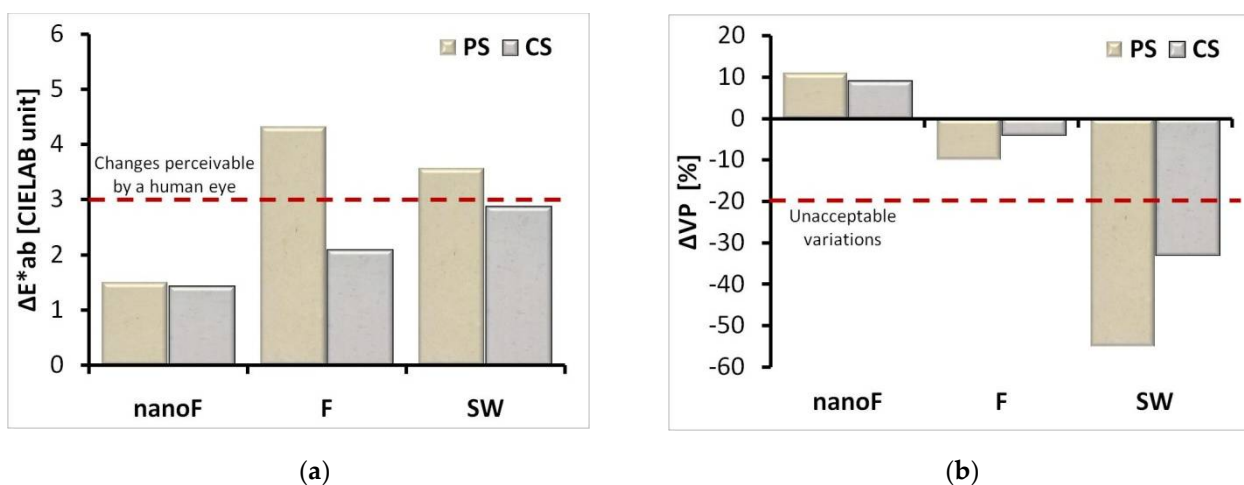 6
5
4
3
2
1
0
ΔE*ab [CIELAB unit]
PS CS
Changes perceivable
by a human eye
nanoF F SW
(a)
20
10
0
-10
-20
-30
-40
-50
-60
ΔVP [%]
PS CS
Unacceptable
variations
nanoF F SW
(b)